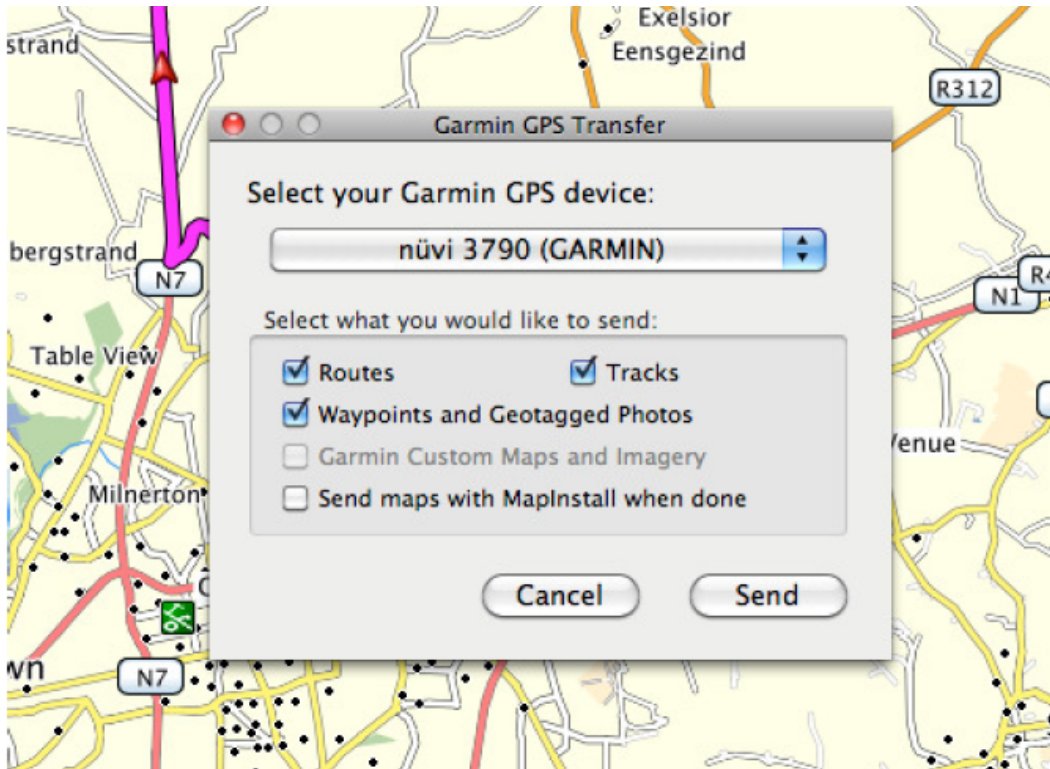 Exelsior
strand
Eensgezind
R312
Garmin GPS Transfer
Select your Garmin GPS device:
nüvi 3790 (GARMIN)
bergstrand
N7
N1
Select what you would like to send:
Table View
Routes
Tracks
Waypoints and Geotagged Photos
Garmin Custom Maps and Imagery
Venue
Milnerton
Send maps with MapInstall when done
Cancel
Send
wn
N7